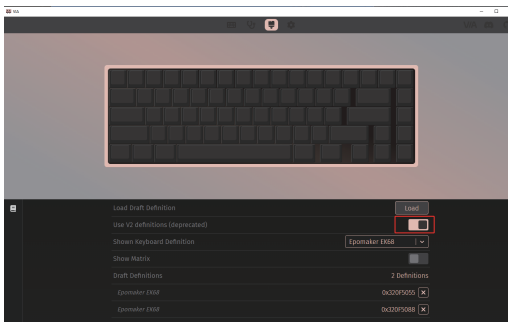 VIA
Load Draft Definition
Load
Use V2 definitions (deprecated)
Shown Keyboard Definition
Epomaker EK68
Show Matrix
Draft Definitions
2 Definitions
Epomaker EK68
0x320F5055
Epomaker EK68
0x320F5088